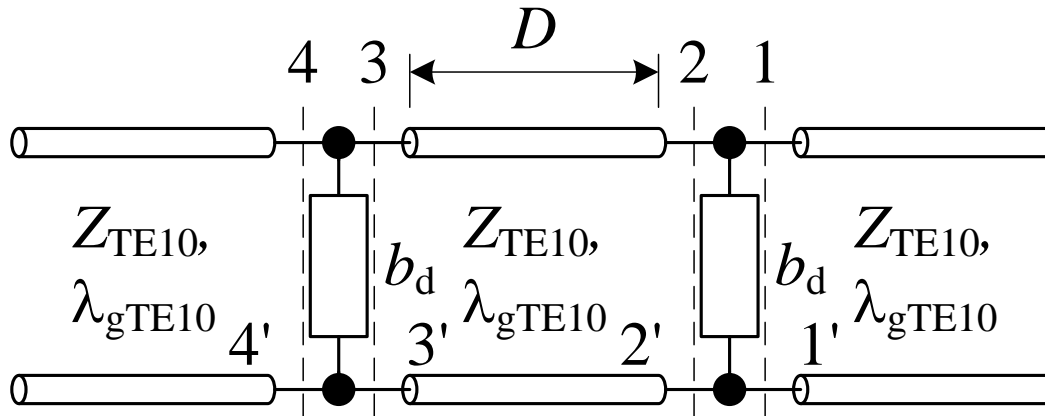 D
4 3 2 1
Z_TE10, b_d Z_TE10, b_d Z_TE10,
λ_gTE10 λ_gTE10 λ_gTE10
4' 3' 2' 1'